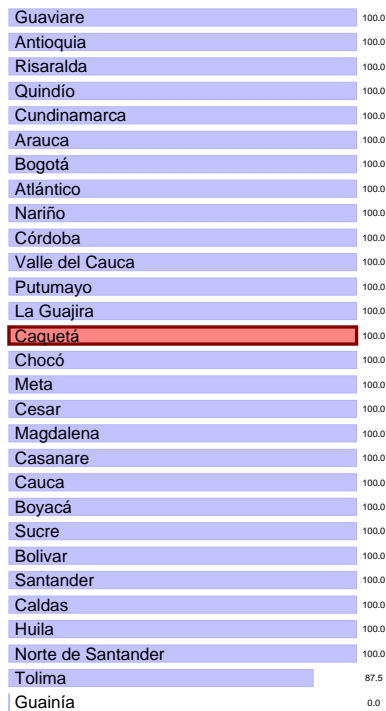 Guaviare 100.0
Antioquia 100.0
Risaralda 100.0
Quindío 100.0
Cundinamarca 100.0
Arauca 100.0
Bogotá 100.0
Atlántico 100.0
Nariño 100.0
Córdoba 100.0
Valle del Cauca 100.0
Putumayo 100.0
La Guajira 100.0
Caquetá 100.0
Chocó 100.0
Meta 100.0
Cesar 100.0
Magdalena 100.0
Casanare 100.0
Cauca 100.0
Boyacá 100.0
Sucre 100.0
Bolivar 100.0
Santander 100.0
Caldas 100.0
Huila 100.0
Norte de Santander 100.0
Tolima 87.5
Guainía 0.0